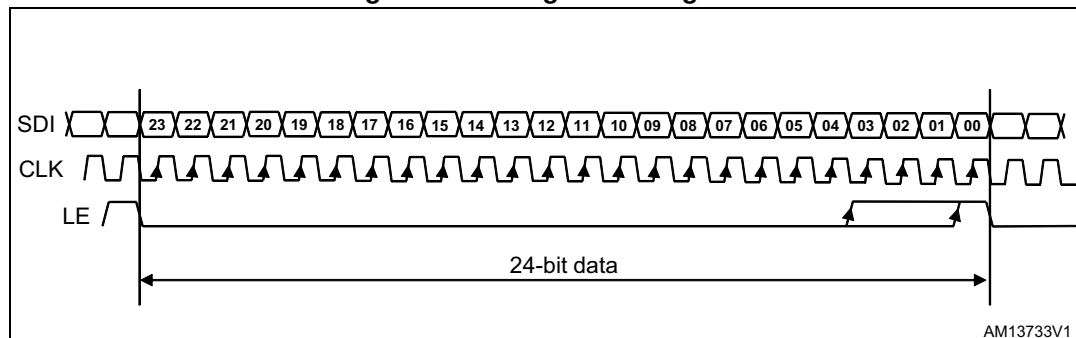 SDI 23 22 21 20 19 18 17 16 15 14 13 12 11 10 09 08 07 06 05 04 03 02 01 00
CLK
LE
24-bit data
AM13733V1